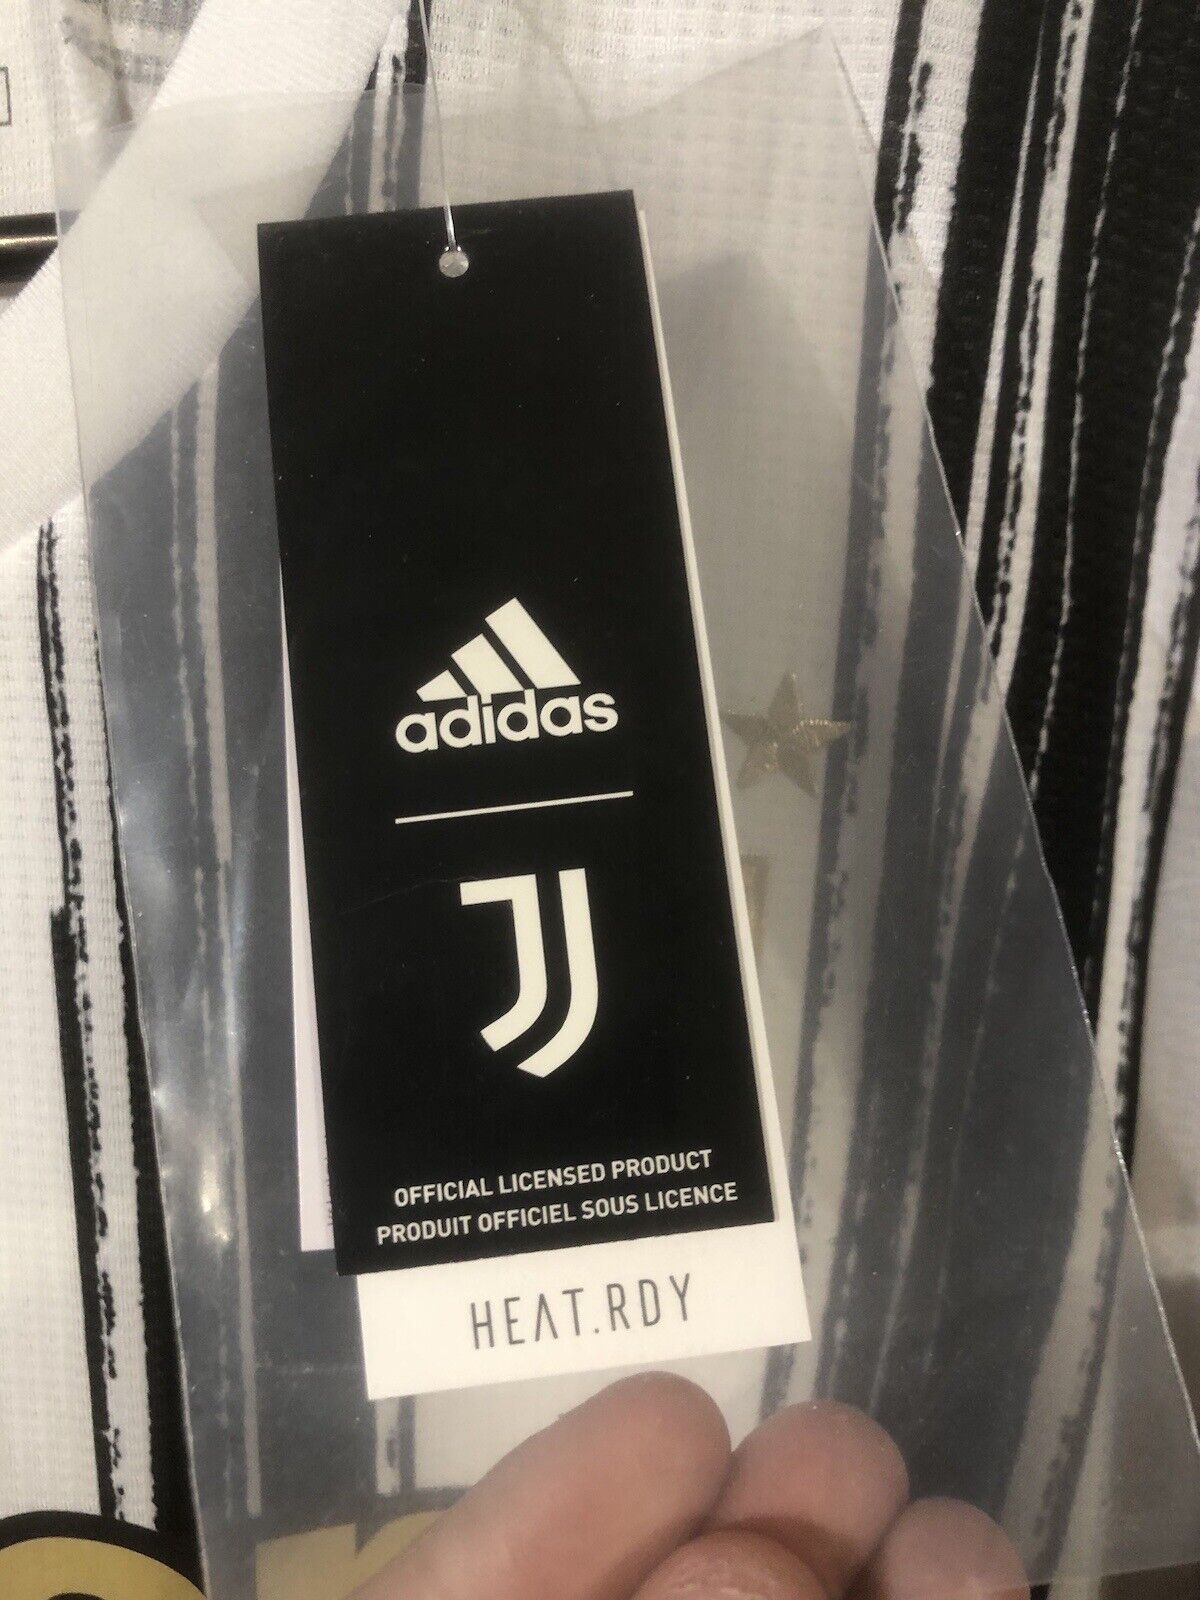 adidas
OFFICIAL LICENSED PRODUCT
PRODUIT OFFICIEL SOUS LICENCE
HEAT.RDY